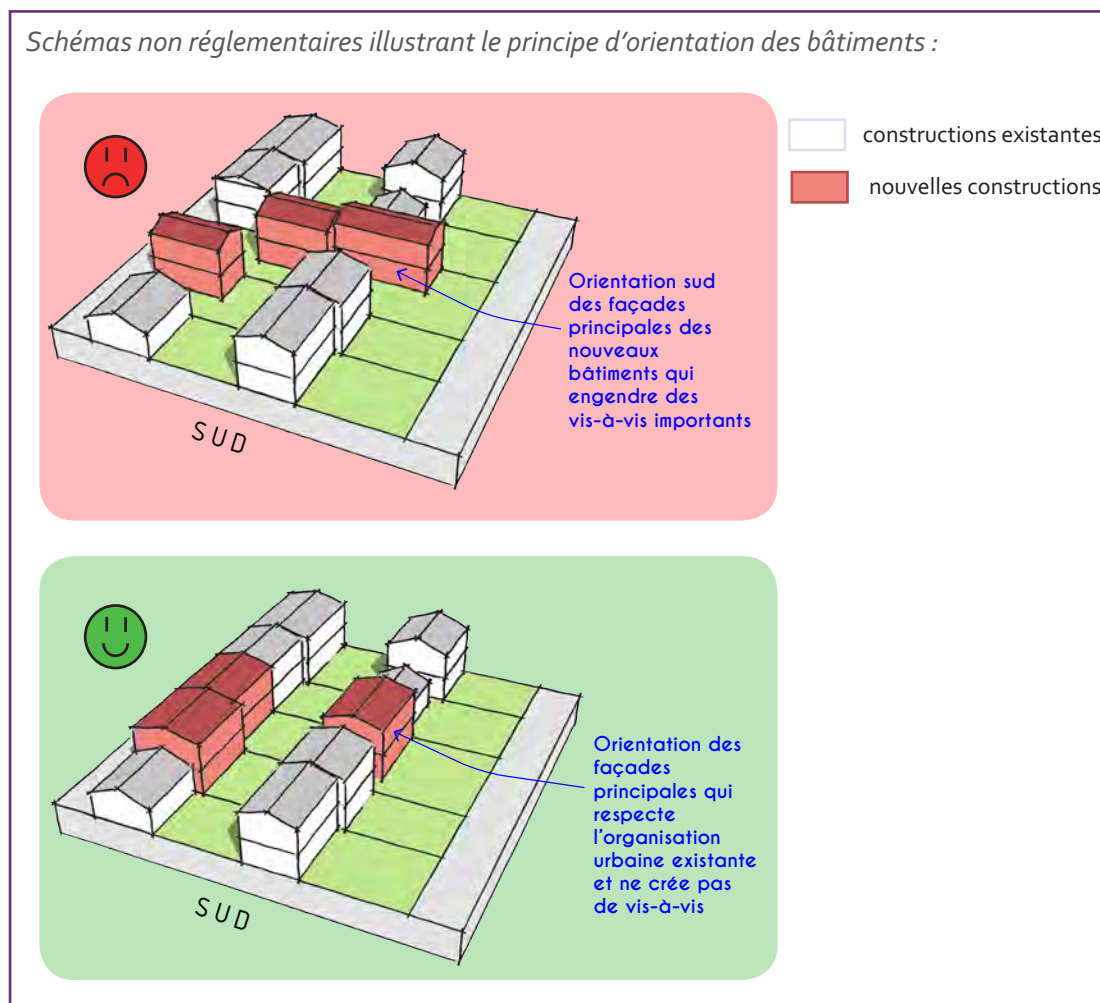 Schémas non réglementaires illustrant le principe d'orientation des bâtiments :
constructions existantes
nouvelles constructions
Orientation sud
des façades
principales des
nouveaux
bâtiments qui
engendre des
vis-à-vis importants
SUD
Orientation des
façades
principales qui
respecte
l'organisation
urbaine existante
et ne crée pas
de vis-à-vis
SUD